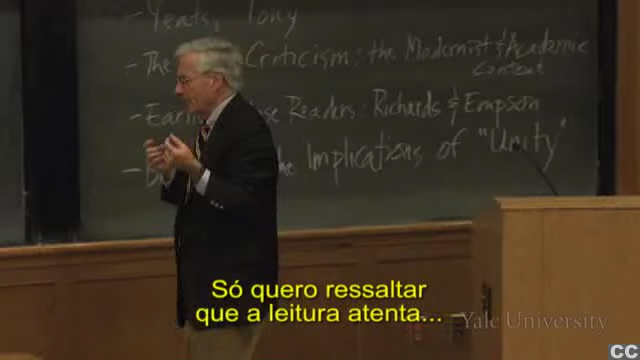 - Yeats, Tony
- The Criticism: the Modernist & Academic
Context
- Readers: Richards & Empson
- Implications of "Unity"
Só quero ressaltar
que a leitura atenta...
Yale University
CC